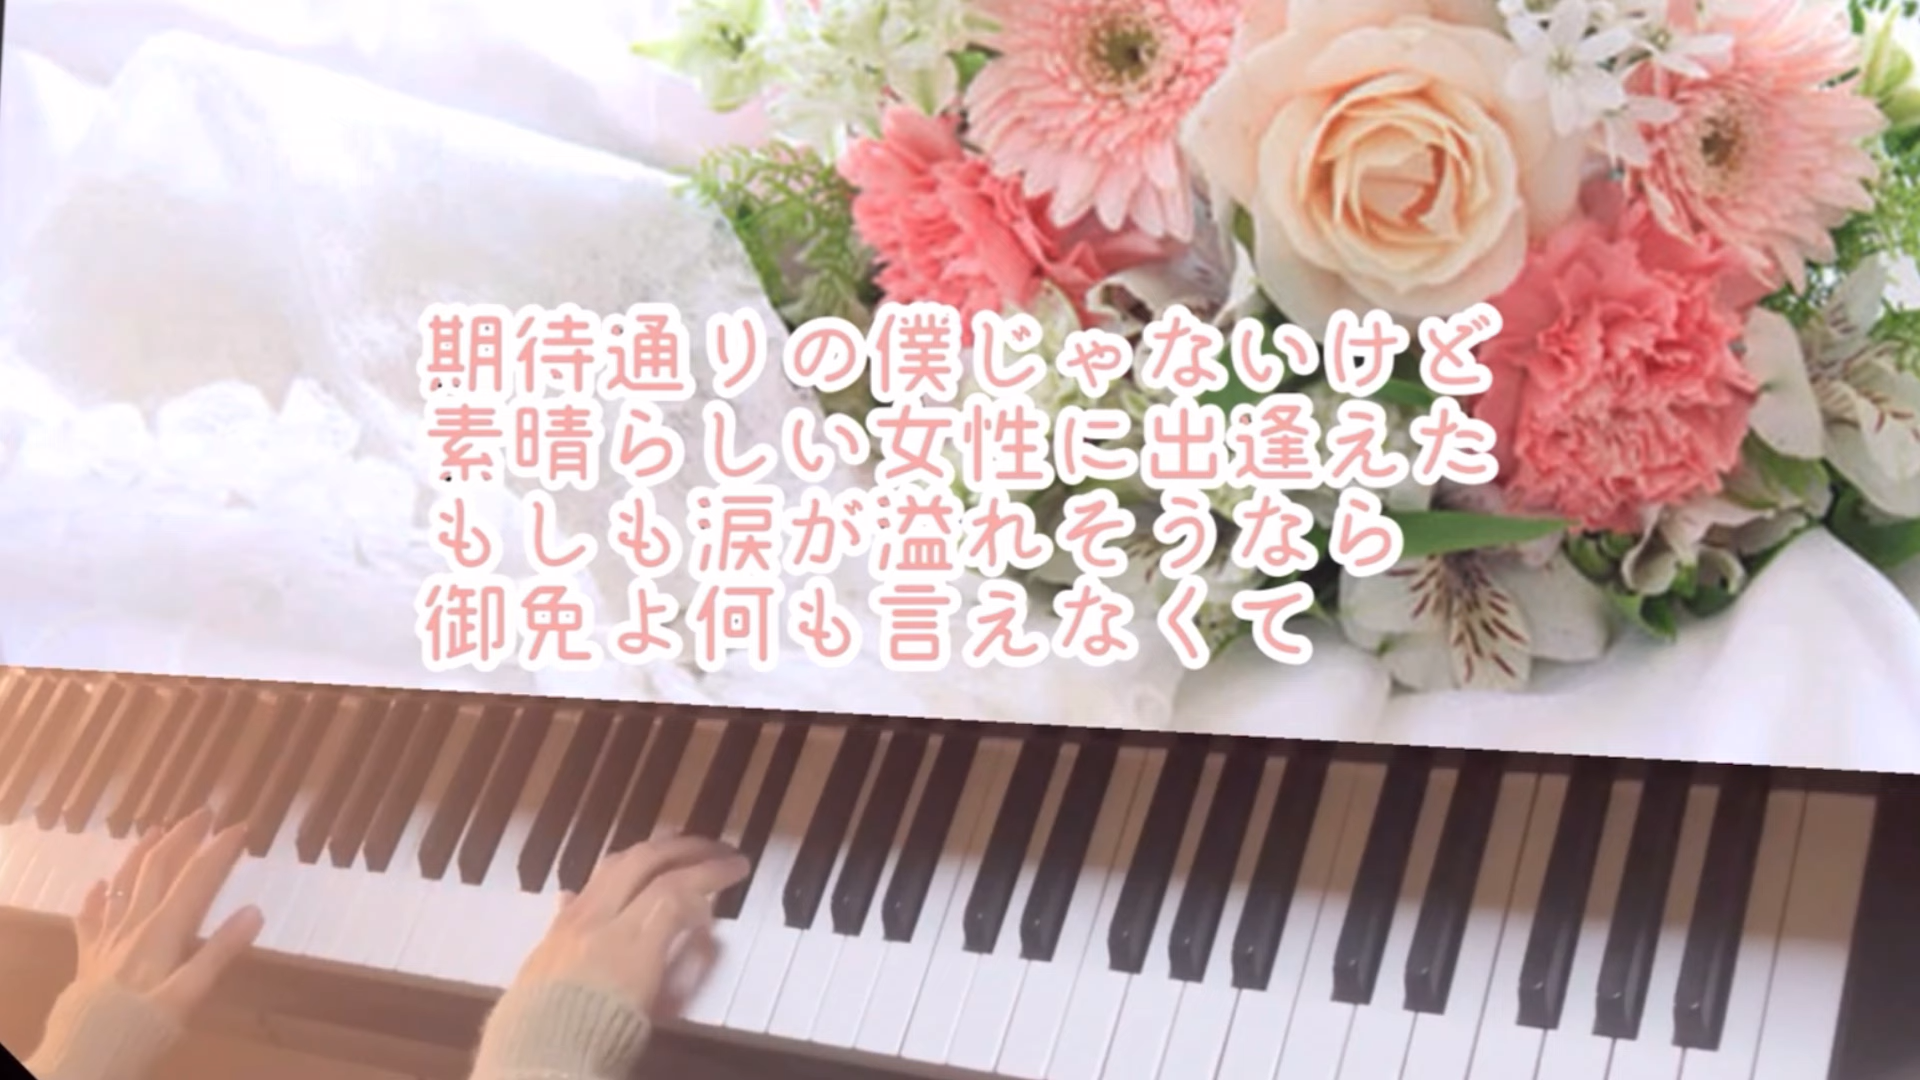 期待通りの僕じゃないけど
素晴らしい女性に出逢えた
もしも涙が溢れそうなら
御免よ何も言えなくて